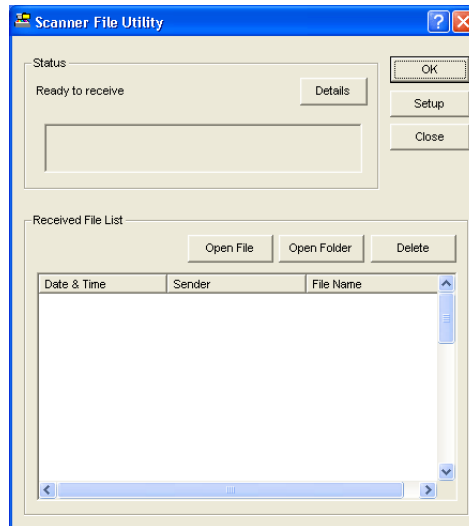 Scanner File Utility
Status
Ready to receive
Details
OK
Setup
Close
Received File List
Open File Open Folder Delete
Date & Time Sender File Name